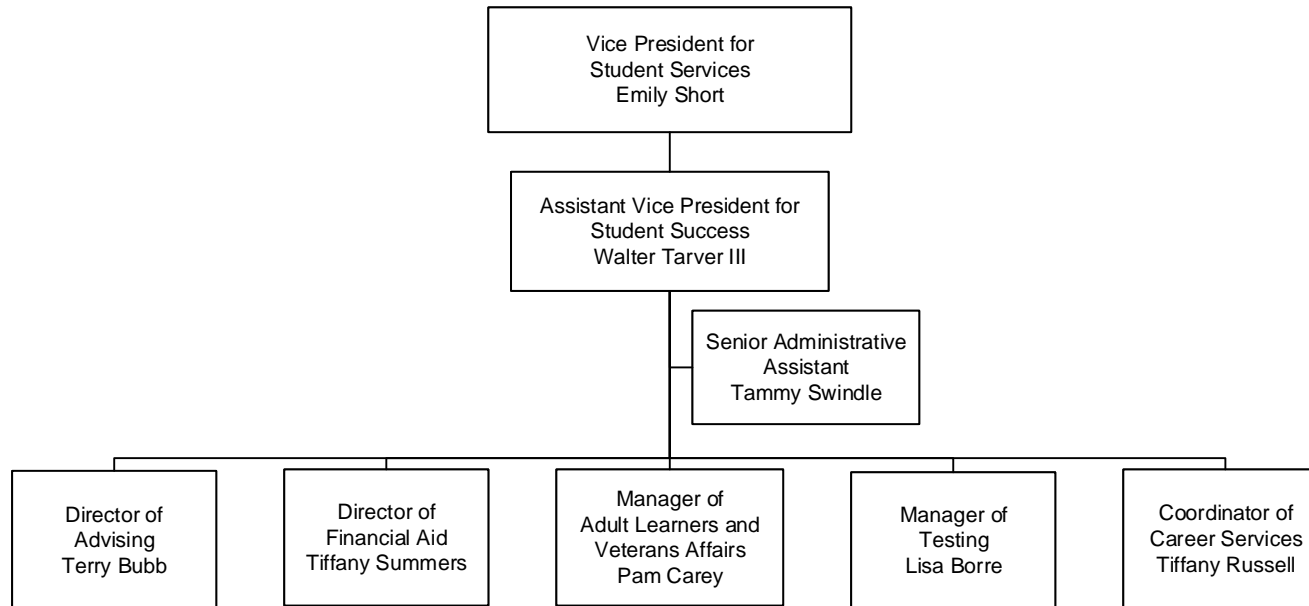 Vice President for
Student Services
Emily Short
Assistant Vice President for
Student Success
Walter Tarver III
Senior Administrative
Assistant
Tammy Swindle
Director of
Advising
Terry Bubb
Director of
Financial Aid
Tiffany Summers
Manager of
Adult Learners and
Veterans Affairs
Pam Carey
Manager of
Testing
Lisa Borre
Coordinator of
Career Services
Tiffany Russell